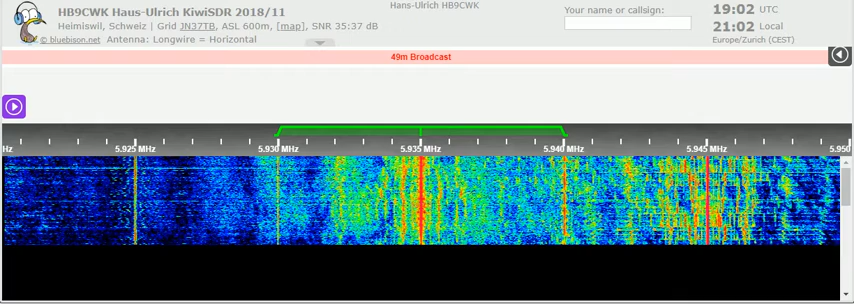 HB9CWK Haus-Ulrich KiwiSDR 2018/11
Hans-Ulrich HB9CWK
Heimiswil, Schweiz | Grid JN37TB, ASL 600m, [map], SNR 35:37 dB
© bluebison.net Antenna: Longwire = Horizontal
Your name or callsign:
19:02 UTC
21:02 Local
Europe/Zurich (CEST)
49m Broadcast
Hz 5.925 MHz 5.930 MHz 5.935 MHz 5.940 MHz 5.945 MHz 5.950